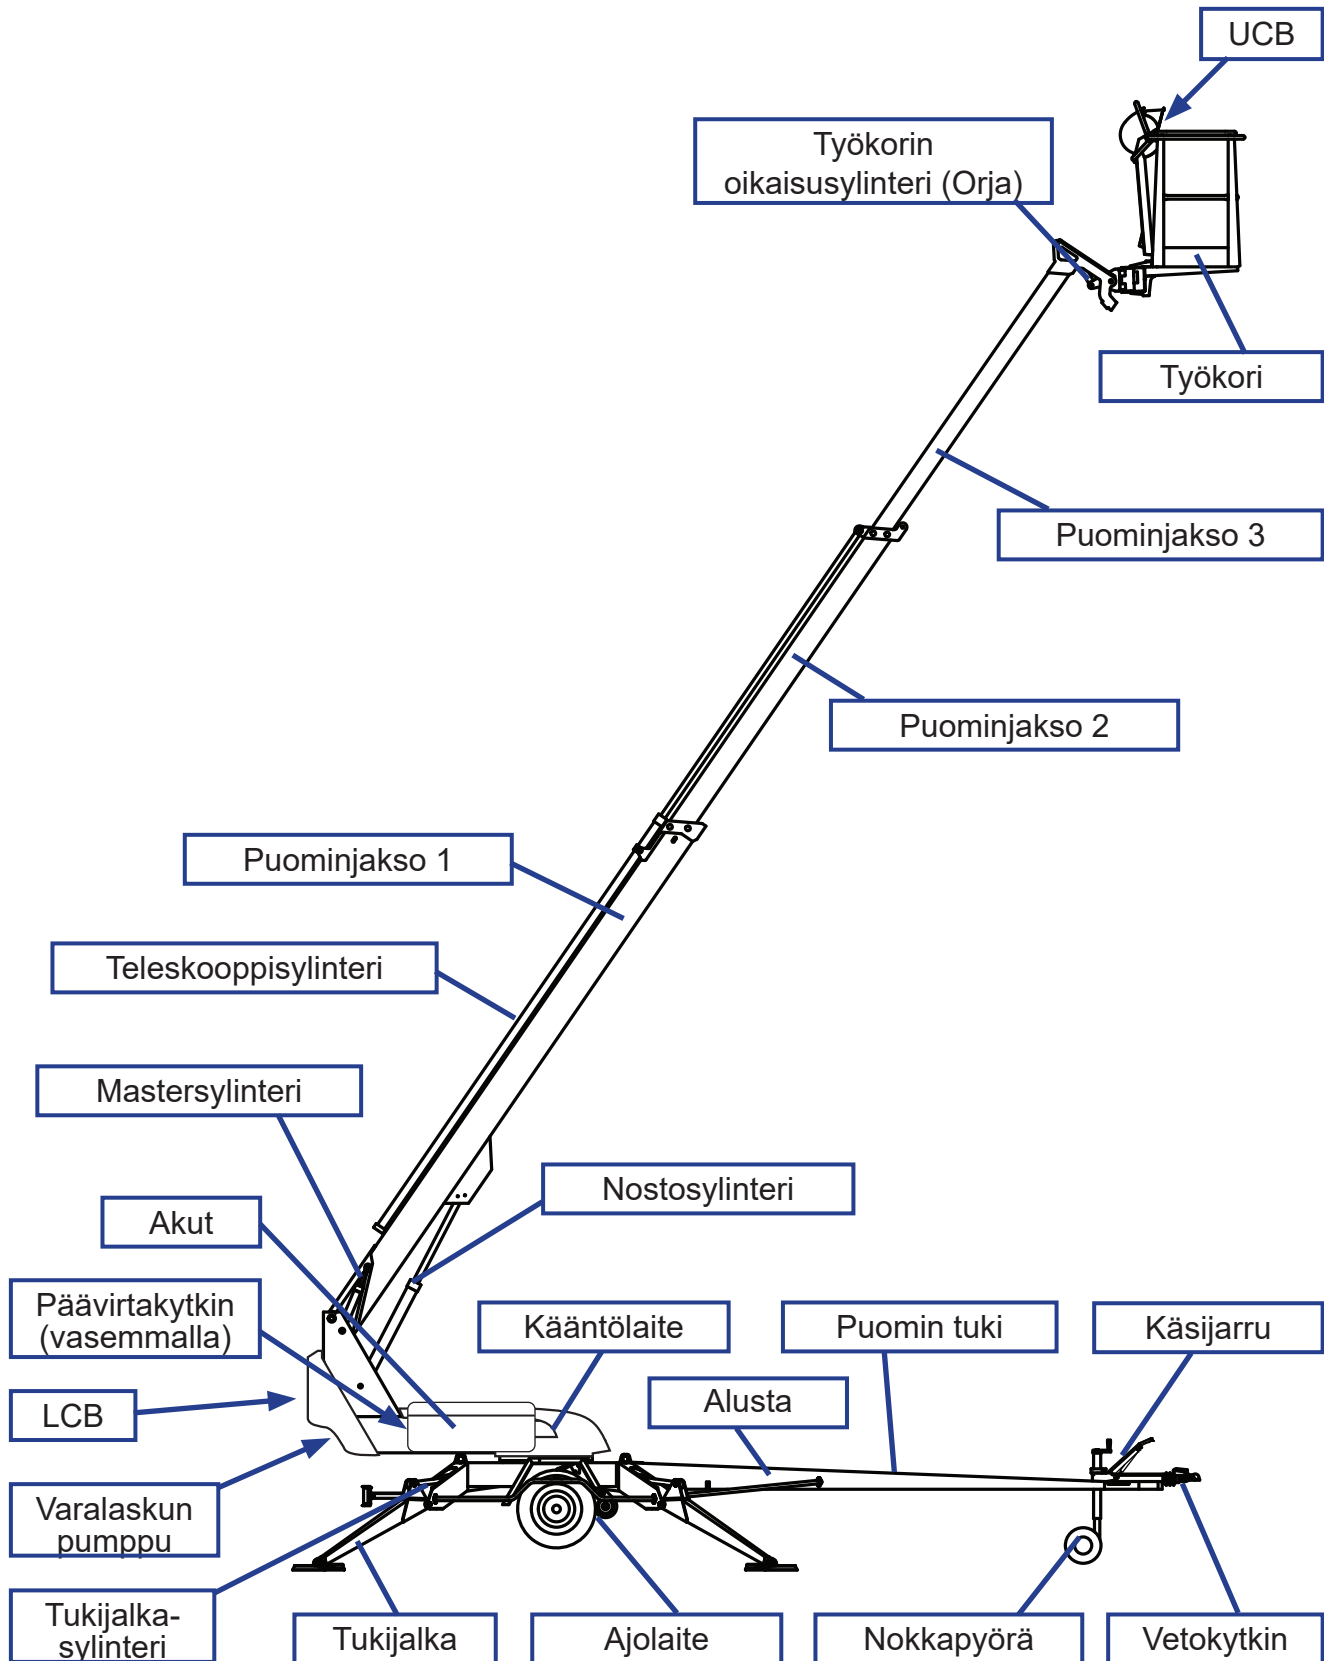 UCB
Työkorin
oikaisusylinteri (Orja)
Työkori
Puominjakso 3
Puominjakso 2
Puominjakso 1
Teleskooppisylinteri
Mastersylinteri
Nostosylinteri
Akut
Päävirtakytkin
(vasemmalla)
Kääntölaite
Puomin tuki
Käsijarru
LCB
Alusta
Varalaskun
pumppu
Tukijalka-
sylinteri
Tukijalka
Ajolaite
Nokkapyörä
Vetokytkin